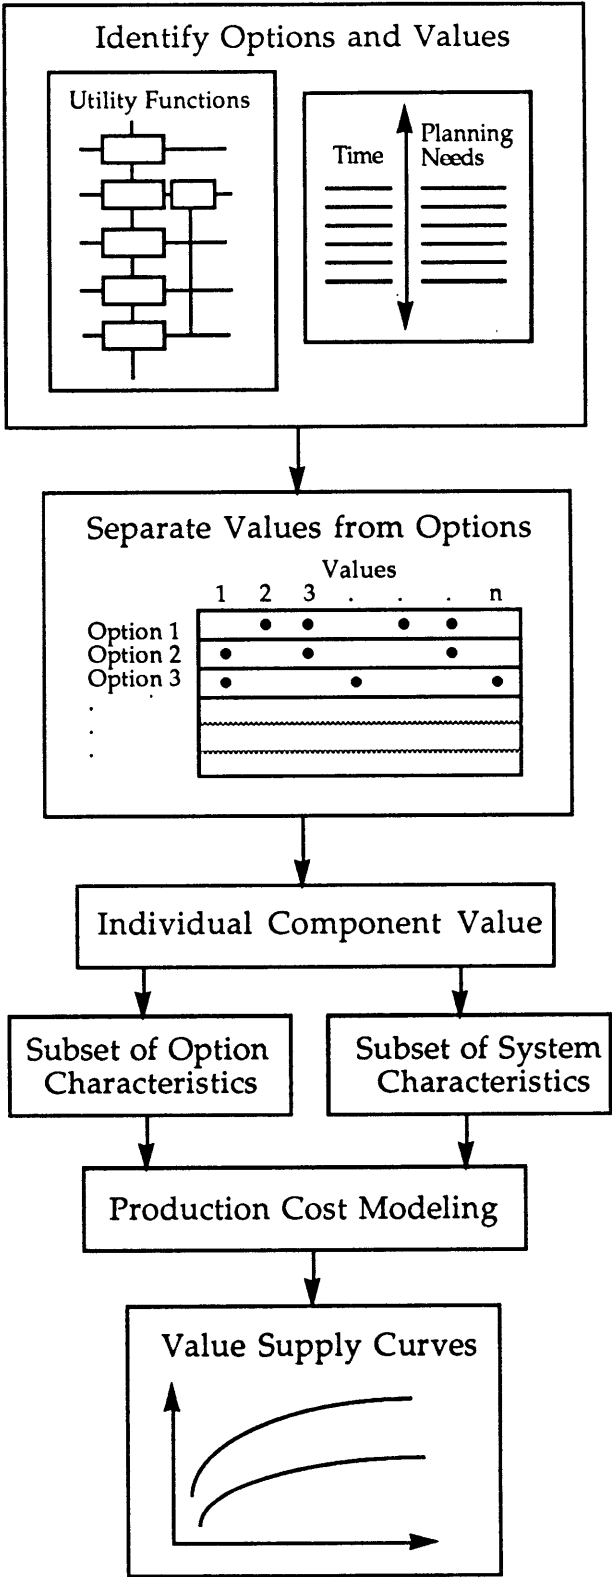 Identify Options and Values
Utility Functions
Time
Planning
Needs
Separate Values from Options
Values
1 2 3 . . . n
Option 1
Option 2
Option 3
.
.
.
Individual Component Value
Subset of Option
Characteristics
Subset of System
Characteristics
Production Cost Modeling
Value Supply Curves